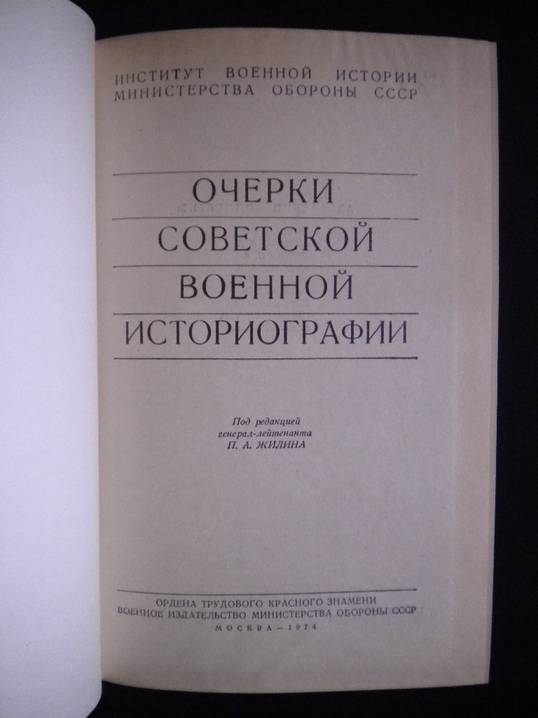 ИНСТИТУТ ВОЕННОЙ ИСТОРИИ
МИНИСТЕРСТВА ОБОРОНЫ СССР
ОЧЕРКИ
СОВЕТСКОЙ
ВОЕННОЙ
ИСТОРИОГРАФИИ
Под редакцией
генерал-лейтенанта
П. А. ЖИЛИНА
ОРДЕНА ТРУДОВОГО КРАСНОГО ЗНАМЕНИ
ВОЕННОЕ ИЗДАТЕЛЬСТВО МИНИСТЕРСТВА ОБОРОНЫ СССР
МОСКВА — 1974